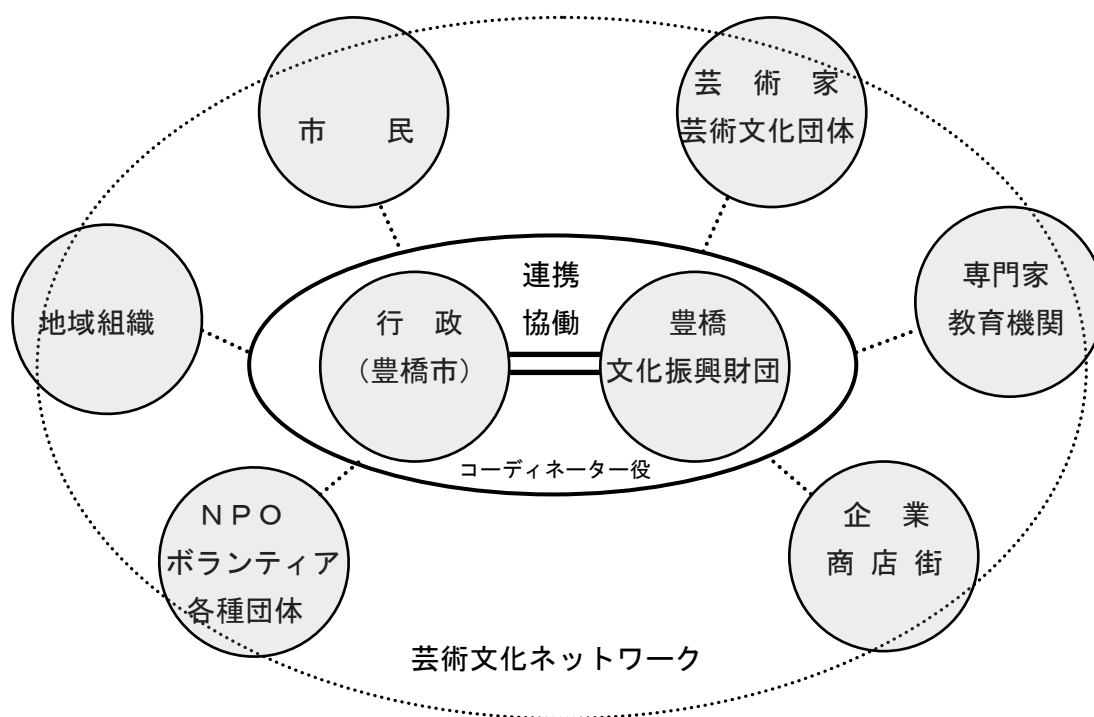 市　民
芸　術　家
芸術文化団体
地域組織
連携
協働
行　政
（豊橋市）
豊橋
文化振興財団
コーディネーター役
専門家
教育機関
ＮＰＯ
ボランティア
各種団体
企　業
商 店 街
芸術文化ネットワーク